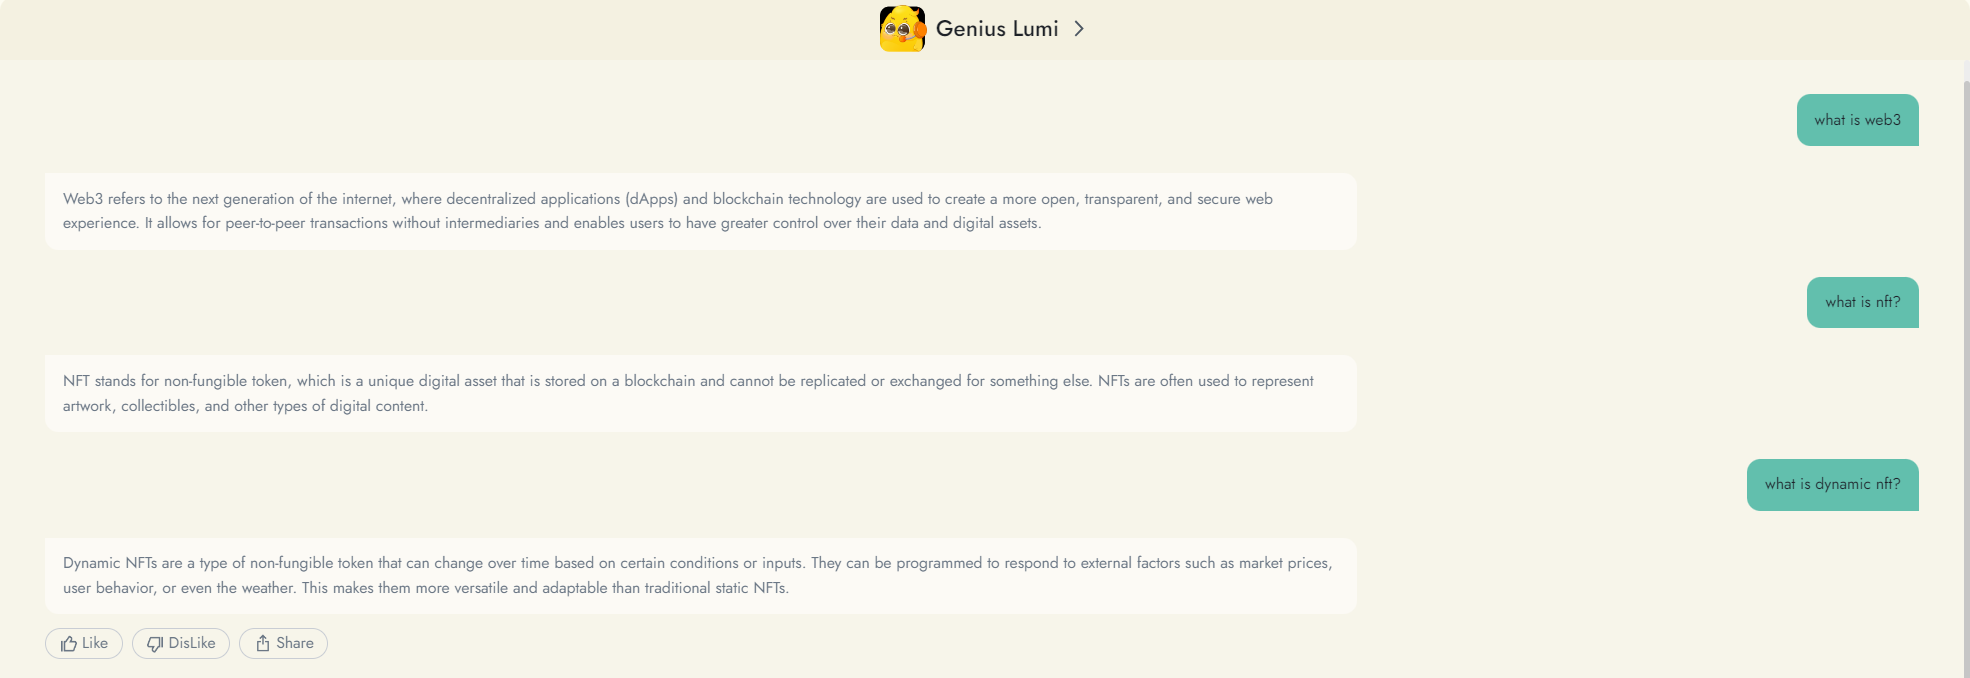 Genius Lumi
what is web3
Web3 refers to the next generation of the internet, where decentralized applications (dApps) and blockchain technology are used to create a more open, transparent, and secure web
experience. It allows for peer-to-peer transactions without intermediaries and enables users to have greater control over their data and digital assets.
what is nft?
NFT stands for non-fungible token, which is a unique digital asset that is stored on a blockchain and cannot be replicated or exchanged for something else. NFTs are often used to represent
artwork, collectibles, and other types of digital content.
what is dynamic nft?
Dynamic NFTs are a type of non-fungible token that can change over time based on certain conditions or inputs. They can be programmed to respond to external factors such as market prices,
user behavior, or even the weather. This makes them more versatile and adaptable than traditional static NFTs.
Like DisLike Share